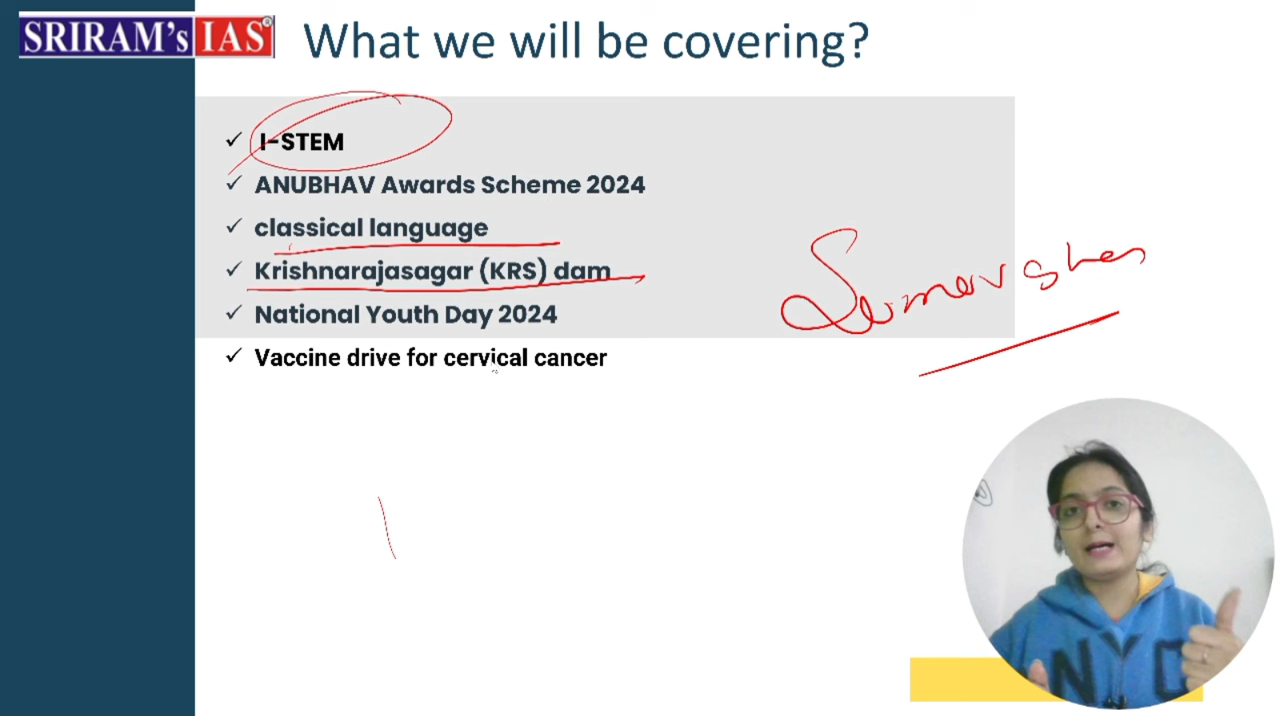 SRIRAM's IAS®
What we will be covering?
✓ I-STEM
✓ ANUBHAV Awards Scheme 2024
✓ classical language
✓ Krishnarajasagar (KRS) dam
✓ National Youth Day 2024
✓ Vaccine drive for cervical cancer
NYC